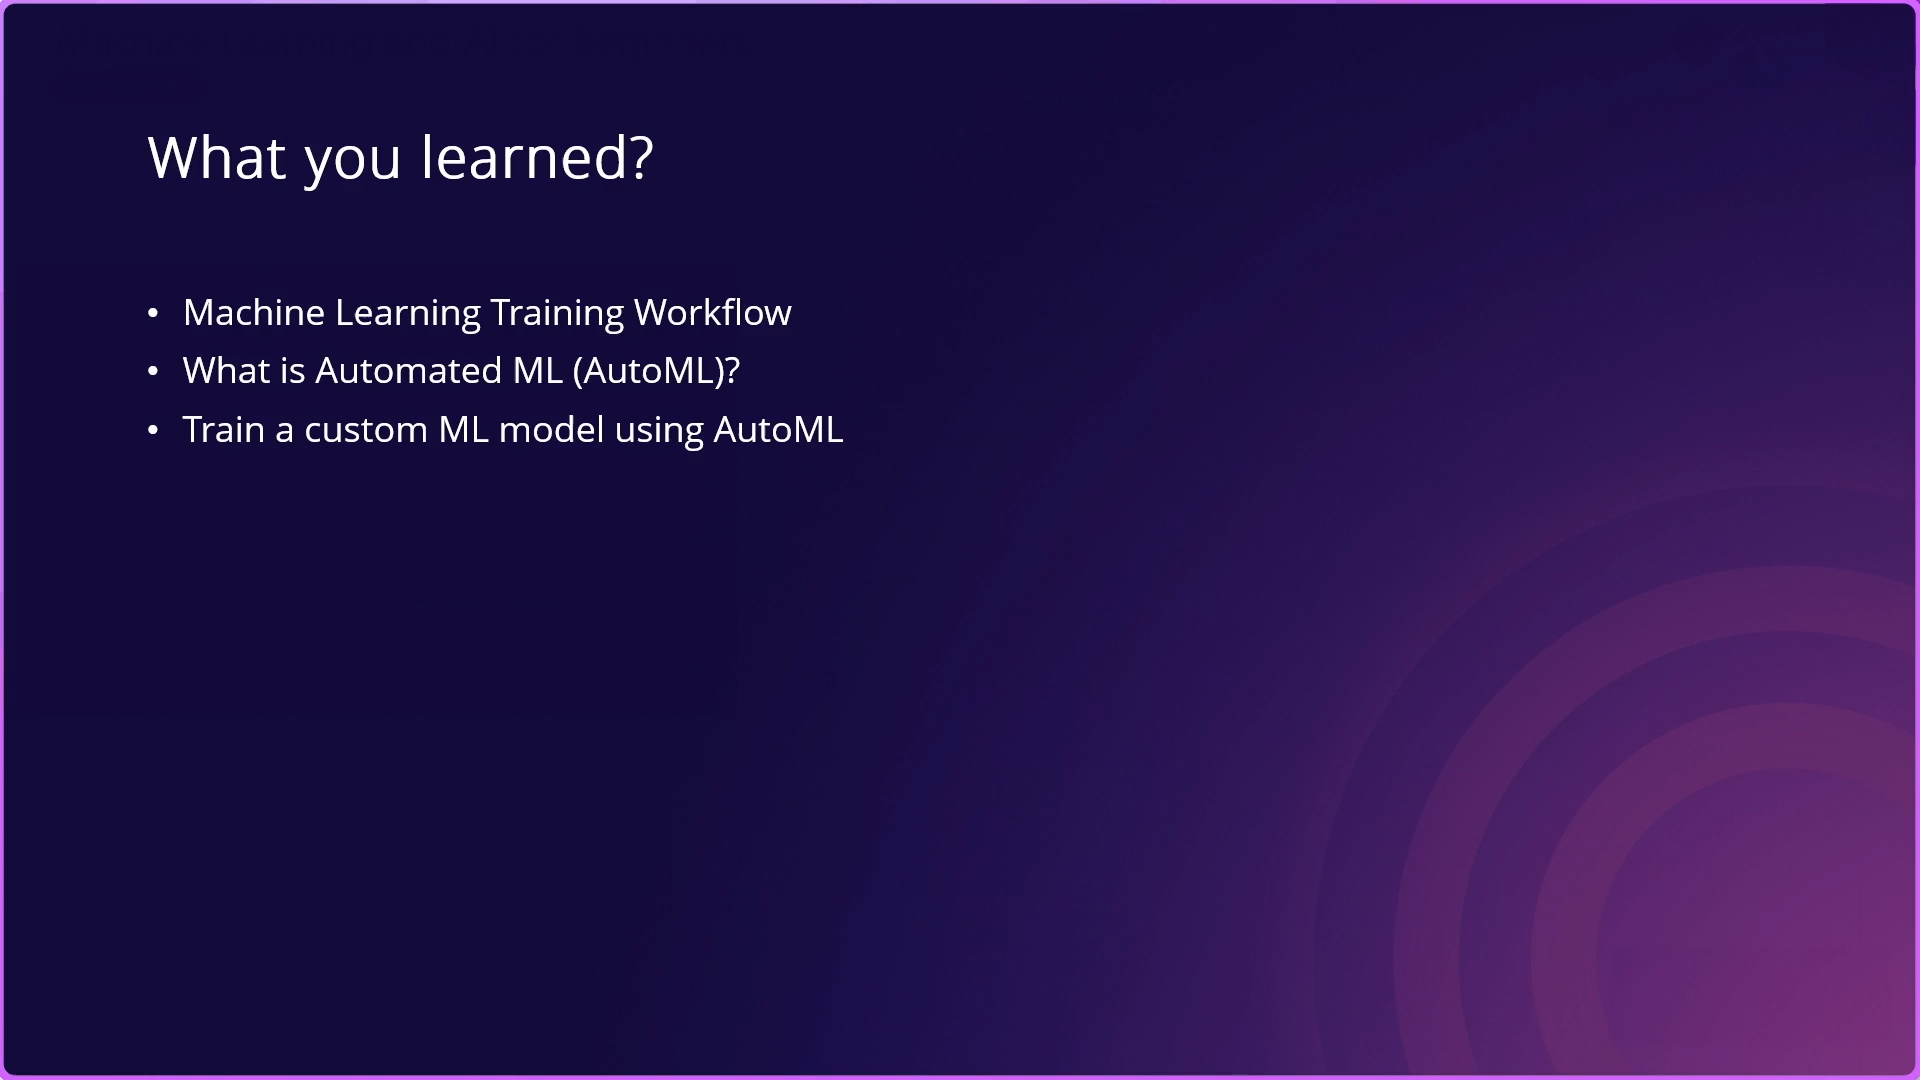 What you learned?
• Machine Learning Training Workflow
• What is Automated ML (AutoML)?
• Train a custom ML model using AutoML